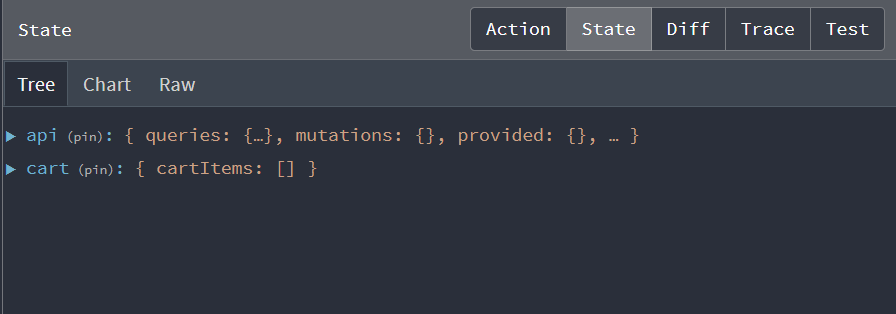 State Action State Diff Trace Test
Tree Chart Raw
▶ api (pin): { queries: {…}, mutations: {}, provided: {}, … }
▶ cart (pin): { cartItems: [] }